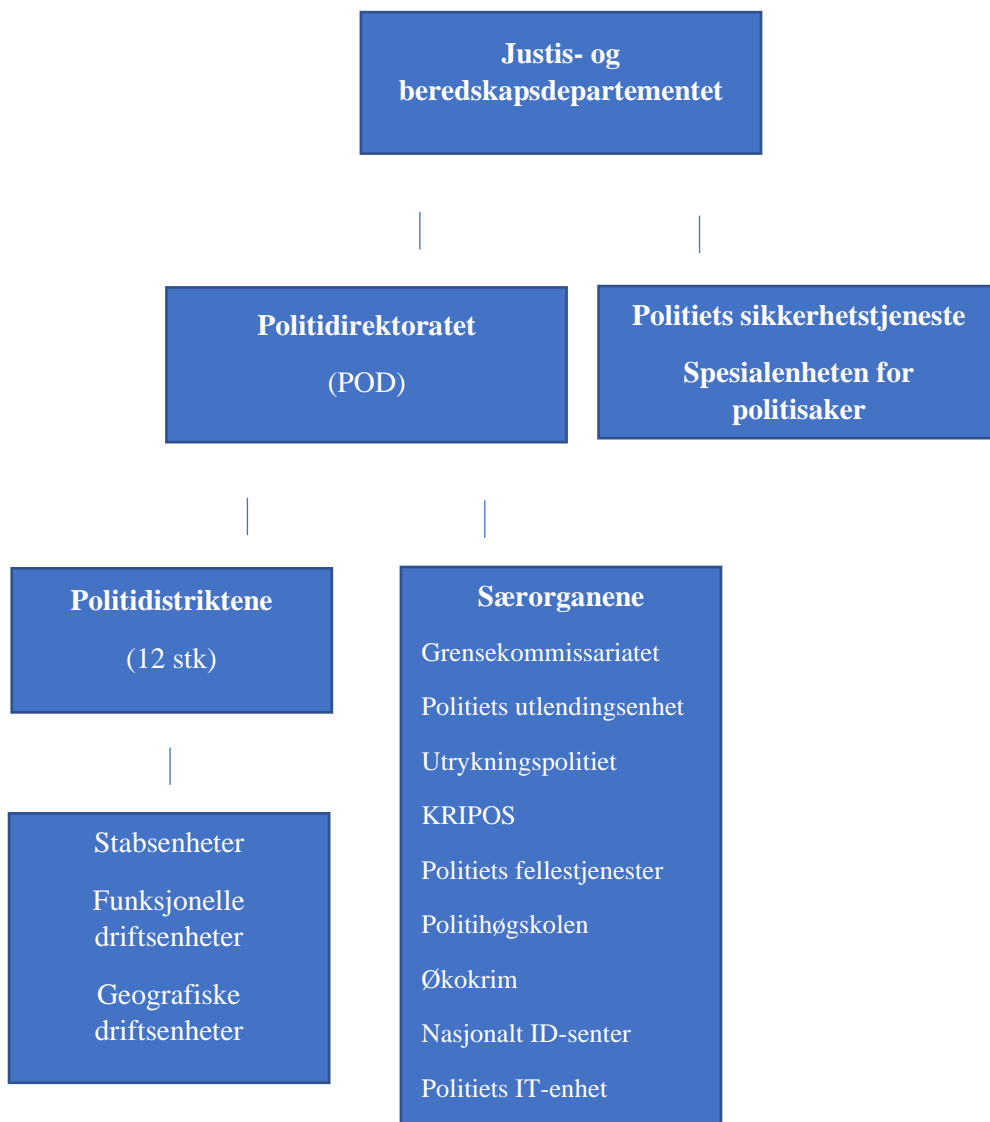 Justis- og
beredskapsdepartementet
Politidirektoratet
(POD)
Politiets sikkerhetstjeneste
Spesialenheten for
politisaker
Politidistriktene
(12 stk)
Særorganene
Grensekommissariatet
Politiets utlendingsenhet
Utrykningspolitiet
KRIPOS
Politiets fellestjenester
Politihøgskolen
Økokrim
Nasjonalt ID-senter
Politiets IT-enhet
Stabsenheter
Funksjonelle
driftsenheter
Geografiske
driftsenheter